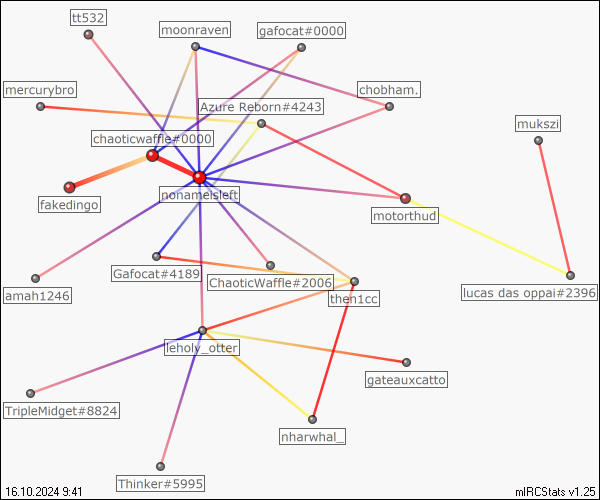 tt532
moonraven
gafocat#0000
mercurybro
chobham.
Azure Reborn#4243
mukszi
chaoticwaffle#0000
nonameisleft
fakedingo
motorthud
Gafocat#4189
ChaoticWaffle#2006
amah1246
then1cc
lucas das oppai#2396
leholy_otter
gateauxcatto
TripleMidget#8824
nharwhal_
Thinker#5995
16.10.2024 9:41
mIRCStats v1.25